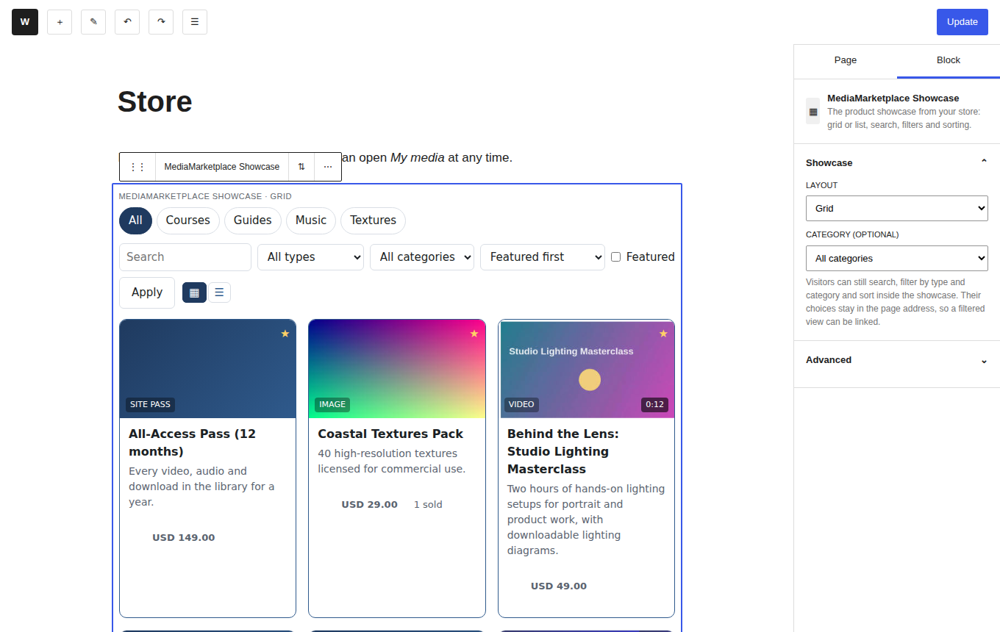 W
Update
Page
Block
MediaMarketplace Showcase
The product showcase from your store:
grid or list, search, filters and sorting.
Store
an open My media at any time.
MediaMarketplace Showcase
MEDIAMARKETPLACE SHOWCASE · GRID
All
Courses
Guides
Music
Textures
Search
All types
All categories
Featured first
Featured
Apply
SITE PASS
All-Access Pass (12
months)
Every video, audio and
download in the library for a
year.
USD 149.00
IMAGE
Coastal Textures Pack
40 high-resolution textures
licensed for commercial use.
USD 29.00
1 sold
Studio Lighting Masterclass
VIDEO
0:12
Behind the Lens:
Studio Lighting
Masterclass
Two hours of hands-on lighting
setups for portrait and
product work, with
downloadable lighting
diagrams.
USD 49.00
Showcase
LAYOUT
Grid
CATEGORY (OPTIONAL)
All categories
Visitors can still search, filter by type and
category and sort inside the showcase. Their
choices stay in the page address, so a filtered
view can be linked.
Advanced